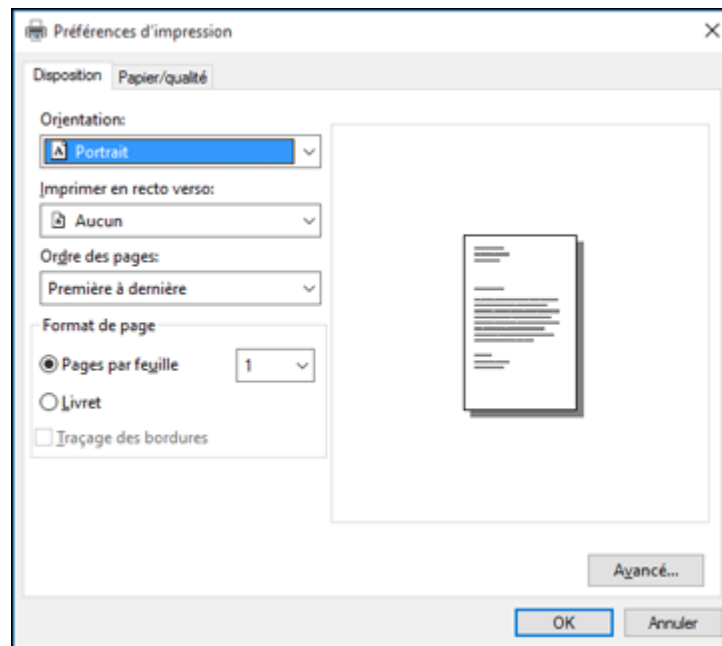 Préférences d'impression
Disposition
Papier/qualité
Orientation:
Portrait
Imprimer en recto verso:
Aucun
Ordre des pages:
Première à dernière
Format de page
Pages par feuille
1
Livret
Traçage des bordures
Avancé...
OK
Annuler